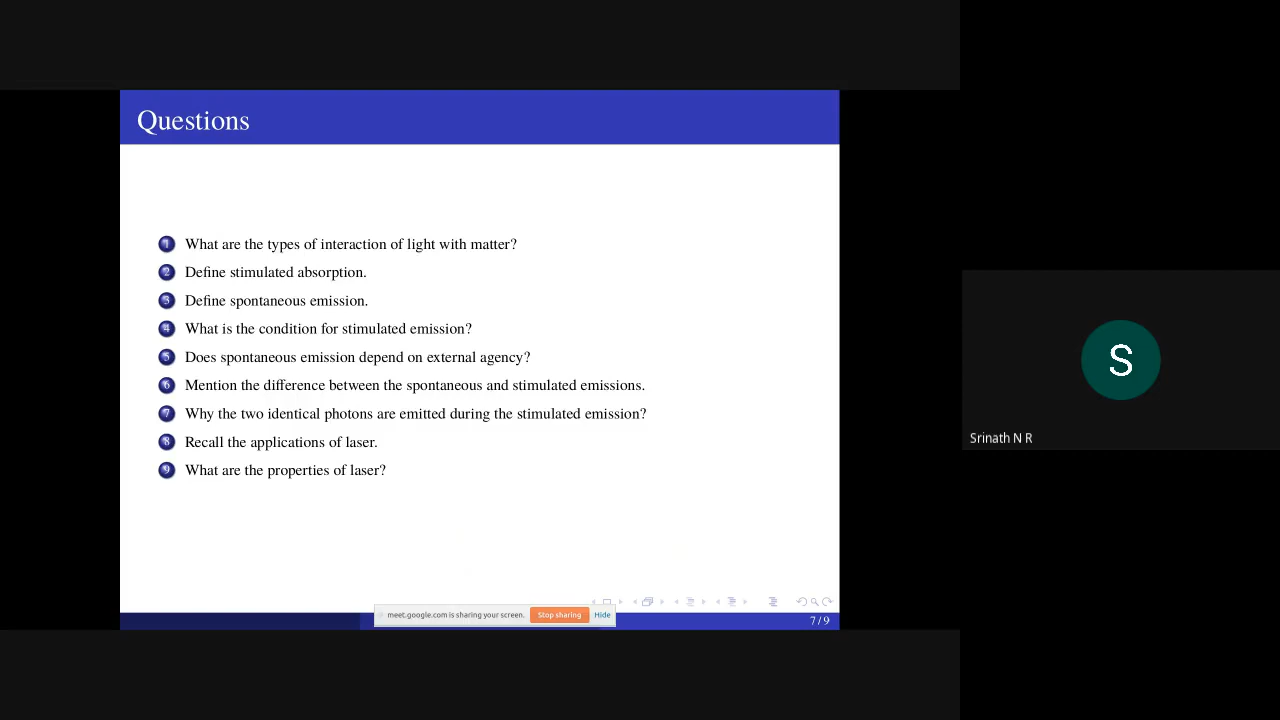 Questions
1 What are the types of interaction of light with matter?
2 Define stimulated absorption.
3 Define spontaneous emission.
4 What is the condition for stimulated emission?
5 Does spontaneous emission depend on external agency?
6 Mention the difference between the spontaneous and stimulated emissions.
7 Why the two identical photons are emitted during the stimulated emission?
8 Recall the applications of laser.
9 What are the properties of laser?
meet.google.com is sharing your screen. Stop sharing Hide
7 / 9
S
Srinath N R